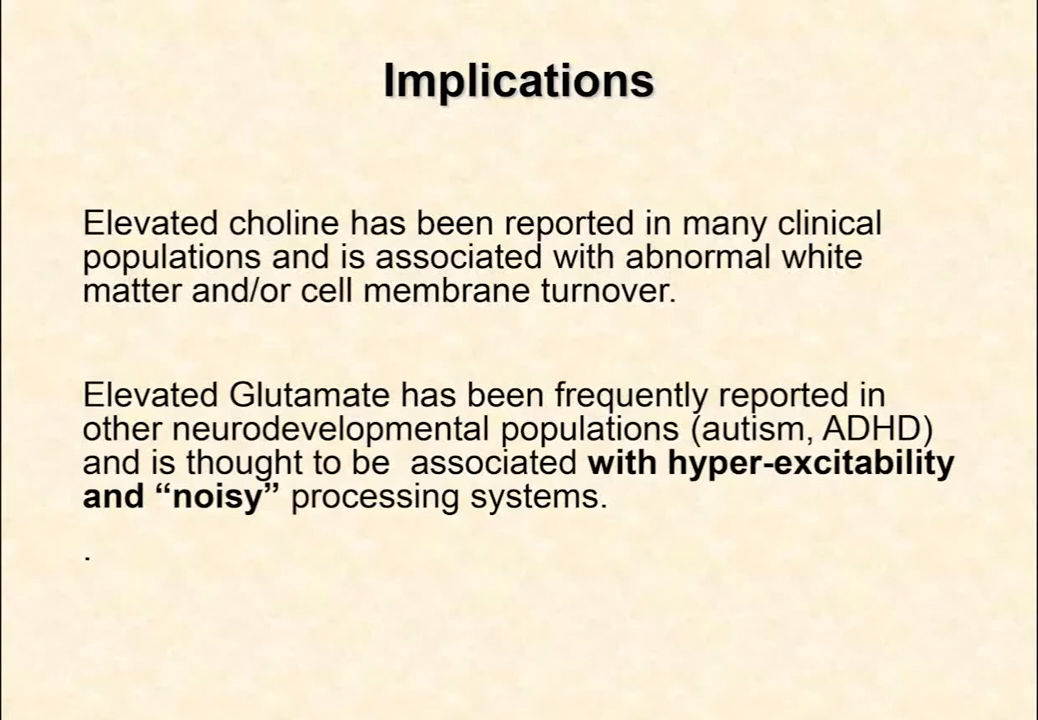 Implications
Elevated choline has been reported in many clinical
populations and is associated with abnormal white
matter and/or cell membrane turnover.
Elevated Glutamate has been frequently reported in
other neurodevelopmental populations (autism, ADHD)
and is thought to be  associated with hyper-excitability
and “noisy” processing systems.
.